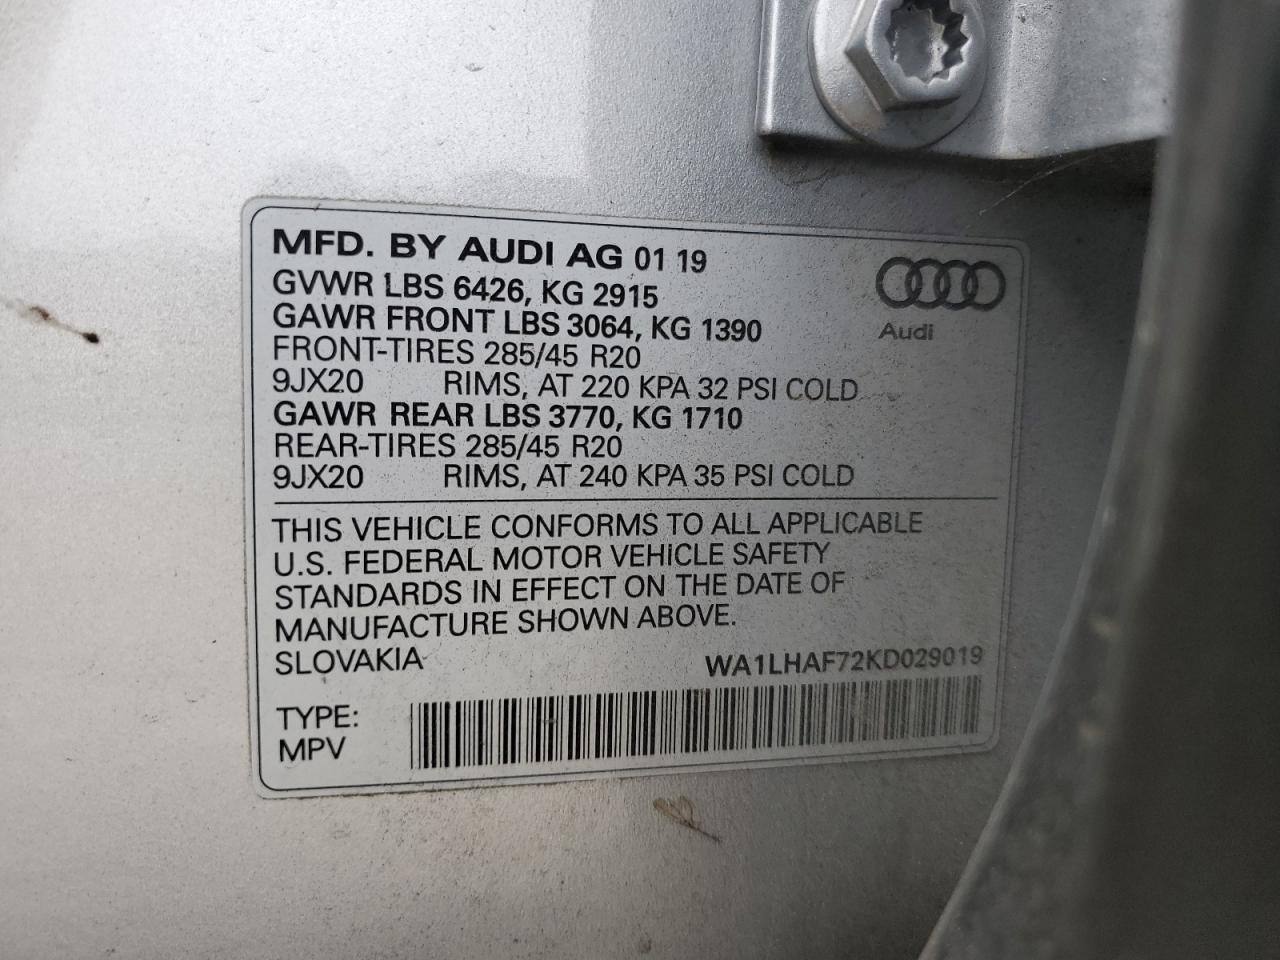 MFD. BY AUDI AG 01 19
GVWR LBS 6426, KG 2915
GAWR FRONT LBS 3064, KG 1390
Audi
FRONT-TIRES 285/45 R20
9JX20 RIMS, AT 220 KPA 32 PSI COLD
GAWR REAR LBS 3770, KG 1710
REAR-TIRES 285/45 R20
9JX20 RIMS, AT 240 KPA 35 PSI COLD
THIS VEHICLE CONFORMS TO ALL APPLICABLE
U.S. FEDERAL MOTOR VEHICLE SAFETY
STANDARDS IN EFFECT ON THE DATE OF
MANUFACTURE SHOWN ABOVE.
SLOVAKIA WA1LHAF72KD029019
TYPE:
MPV